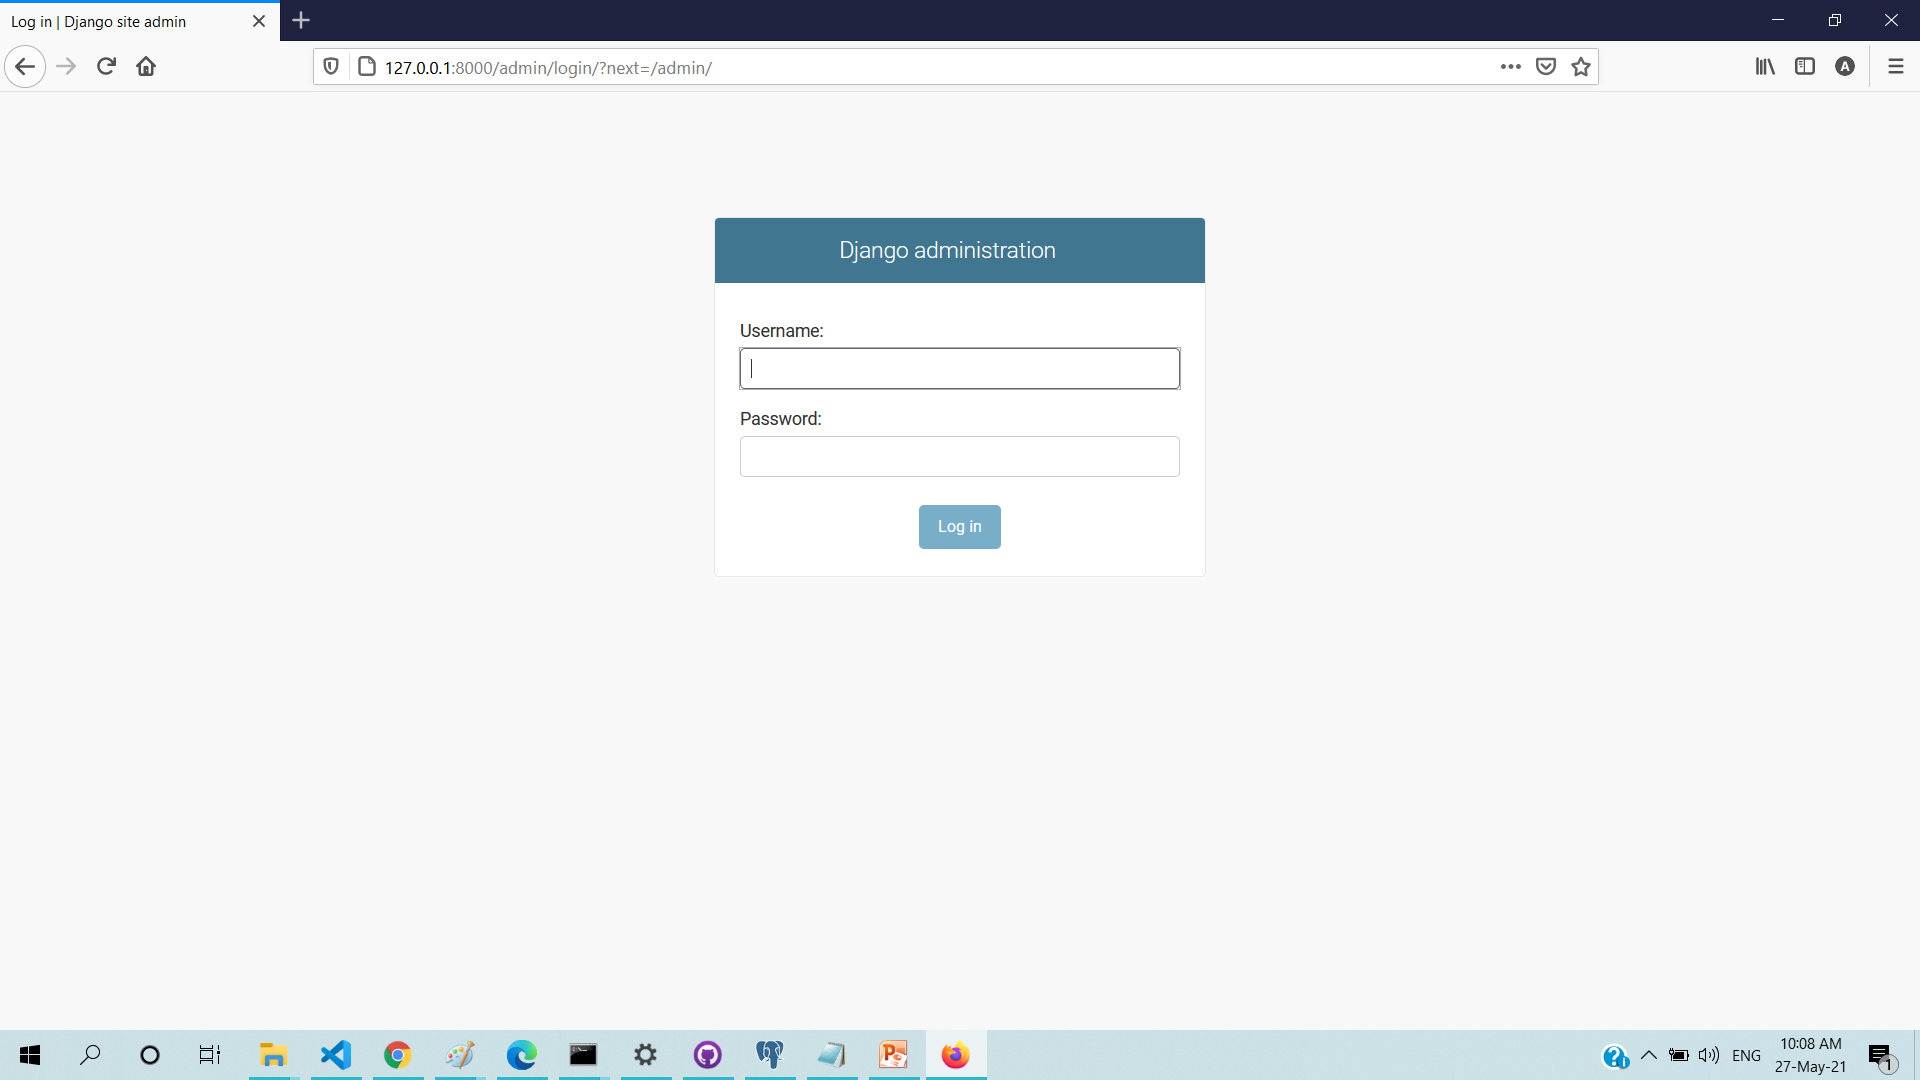 Log in | Django site admin
127.0.0.1:8000/admin/login/?next=/admin/
A
Django administration
Username:
Password:
Log in
ENG
10:08 AM
27-May-21
1